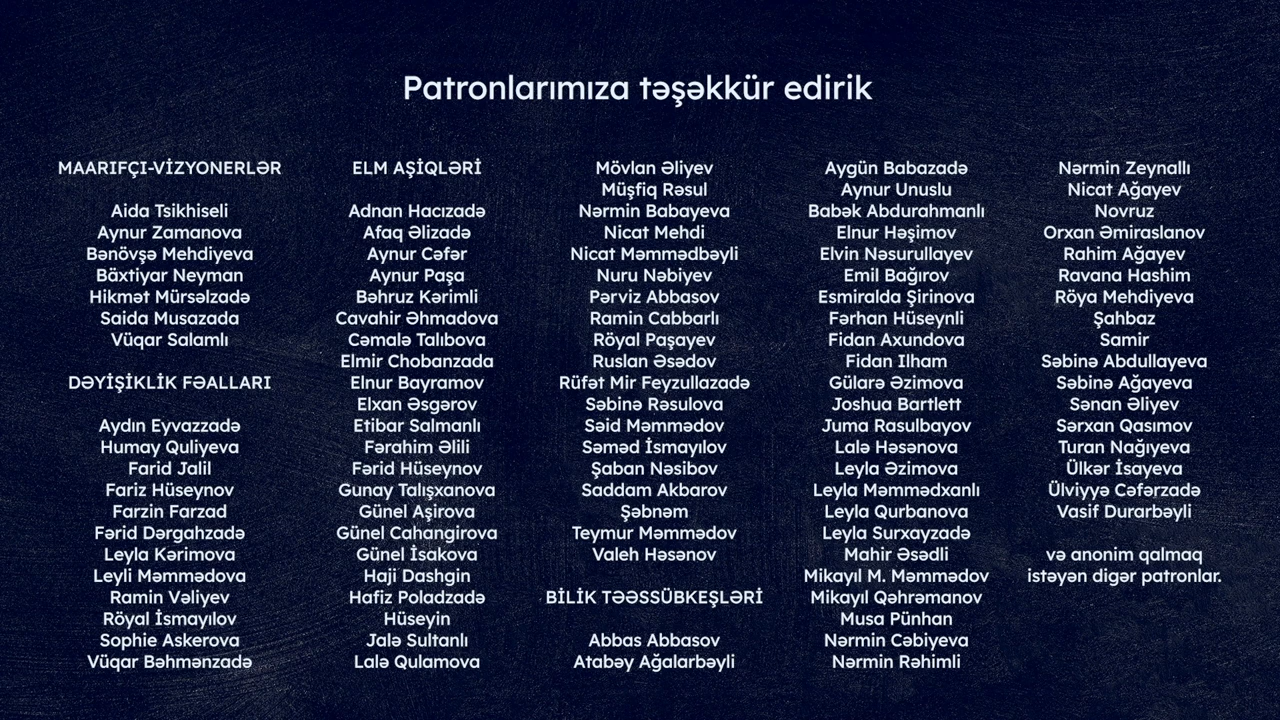 Patronlarımıza təşəkkür edirik
MAARIFÇI-VİZYONERLƏR
Aida Tsikhiseli
Aynur Zamanova
Bənövşə Mehdiyeva
Bäxtiyar Neyman
Hikmət Mürsəlzadə
Saida Musazada
Vüqar Salamlı
DƏYİŞİKLİK FƏALLARI
Aydın Eyvazzadə
Humay Quliyeva
Farid Jalil
Fariz Hüseynov
Farzin Farzad
Fərid Dərgahzadə
Leyla Kərimova
Leyli Məmmədova
Ramin Vəliyev
Röyal İsmayılov
Sophie Askerova
Vüqar Bəhmənzadə
ELM AŞİQLƏRİ
Adnan Hacızadə
Afaq Əlizadə
Aynur Cəfər
Aynur Paşa
Bəhruz Kərimli
Cavahir Əhmədova
Cəmalə Talıbova
Elmir Chobanzada
Elnur Bayramov
Elxan Əsgərov
Etibar Salmanlı
Fərahim Əlili
Fərid Hüseynov
Gunay Talışxanova
Günel Aşirova
Günel Cahangirova
Günel İsakova
Haji Dashgin
Hafiz Poladzadə
Hüseyin
Jalə Sultanlı
Lalə Qulamova
Mövlan Əliyev
Müşfiq Rəsul
Nərmin Babayeva
Nicat Mehdi
Nicat Məmmədbəyli
Nuru Nəbiyev
Pərviz Abbasov
Ramin Cabbarlı
Röyal Paşayev
Ruslan Əsədov
Rüfət Mir Feyzullazadə
Səbinə Rəsulova
Səid Məmmədov
Səməd İsmayılov
Şaban Nəsibov
Saddam Akbarov
Şəbnəm
Teymur Məmmədov
Valeh Həsənov
BİLİK TƏƏSSÜBKEŞLƏRİ
Abbas Abbasov
Atabəy Ağalarbəyli
Aygün Babazadə
Aynur Unuslu
Babək Abdurahmanlı
Elnur Həşimov
Elvin Nəsurullayev
Emil Bağırov
Esmiralda Şirinova
Fərhan Hüseynli
Fidan Axundova
Fidan Ilham
Gülarə Əzimova
Joshua Bartlett
Juma Rasulbayov
Lalə Həsənova
Leyla Əzimova
Leyla Məmmədxanlı
Leyla Qurbanova
Leyla Surxayzadə
Mahir Əsədli
Mikayıl M. Məmmədov
Mikayıl Qəhrəmanov
Musa Pünhan
Nərmin Cəbiyeva
Nərmin Rəhimli
Nərmin Zeynallı
Nicat Ağayev
Novruz
Orxan Əmiraslanov
Rahim Ağayev
Ravana Hashim
Röya Mehdiyeva
Şahbaz
Samir
Səbinə Abdullayeva
Səbinə Ağayeva
Sənan Əliyev
Sərxan Qasımov
Turan Nağıyeva
Ülkər İsayeva
Ülviyyə Cəfərzadə
Vasif Durarbəyli
və anonim qalmaq
istəyən digər patronlar.